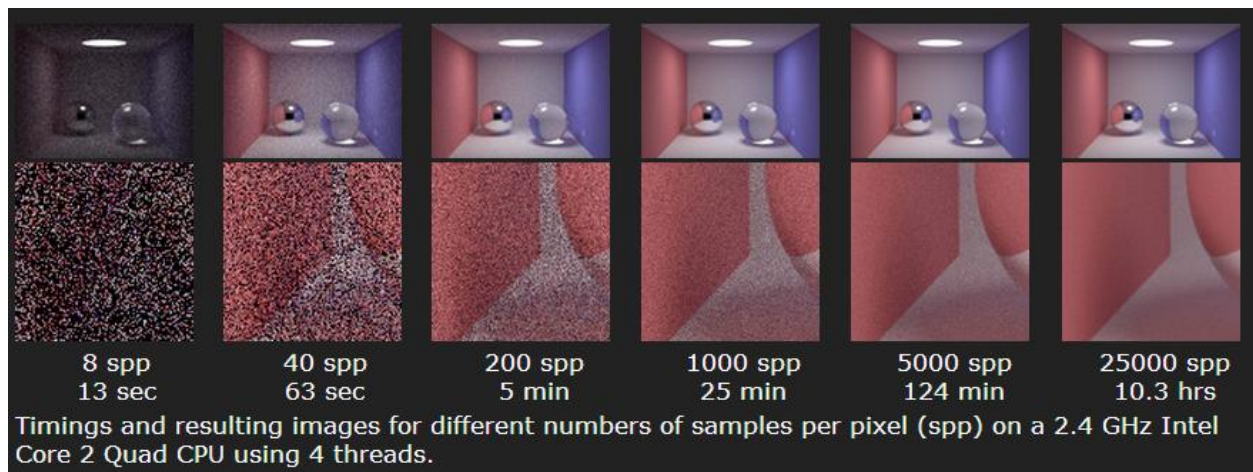 8 spp 40 spp 200 spp 1000 spp 5000 spp 25000 spp
13 sec 63 sec 5 min 25 min 124 min 10.3 hrs
Timings and resulting images for different numbers of samples per pixel (spp) on a 2.4 GHz Intel
Core 2 Quad CPU using 4 threads.